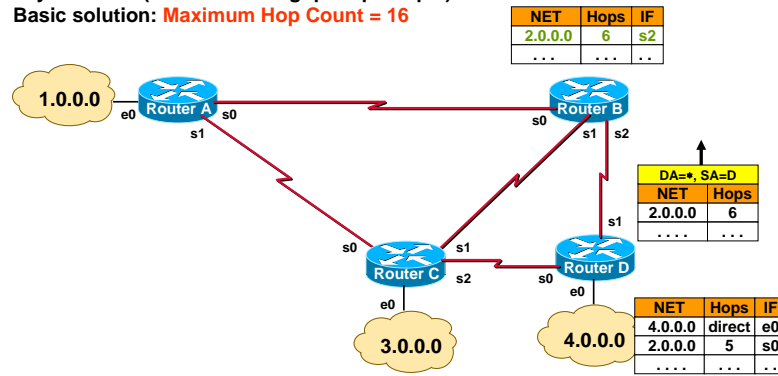 Basic solution: Maximum Hop Count = 16
NET Hops IF
2.0.0.0 6 s2
. . . . . . . .
1.0.0.0
e0
Router A
s0
s1
Router B
s0
s1
s2
DA=*, SA=D
NET Hops
2.0.0.0 6
. . . . . . .
s0
Router C
s1
s2
e0
3.0.0.0
s1
Router D
s0
e0
4.0.0.0
NET Hops IF
4.0.0.0 direct e0
2.0.0.0 5 s0
. . . . . . . . .